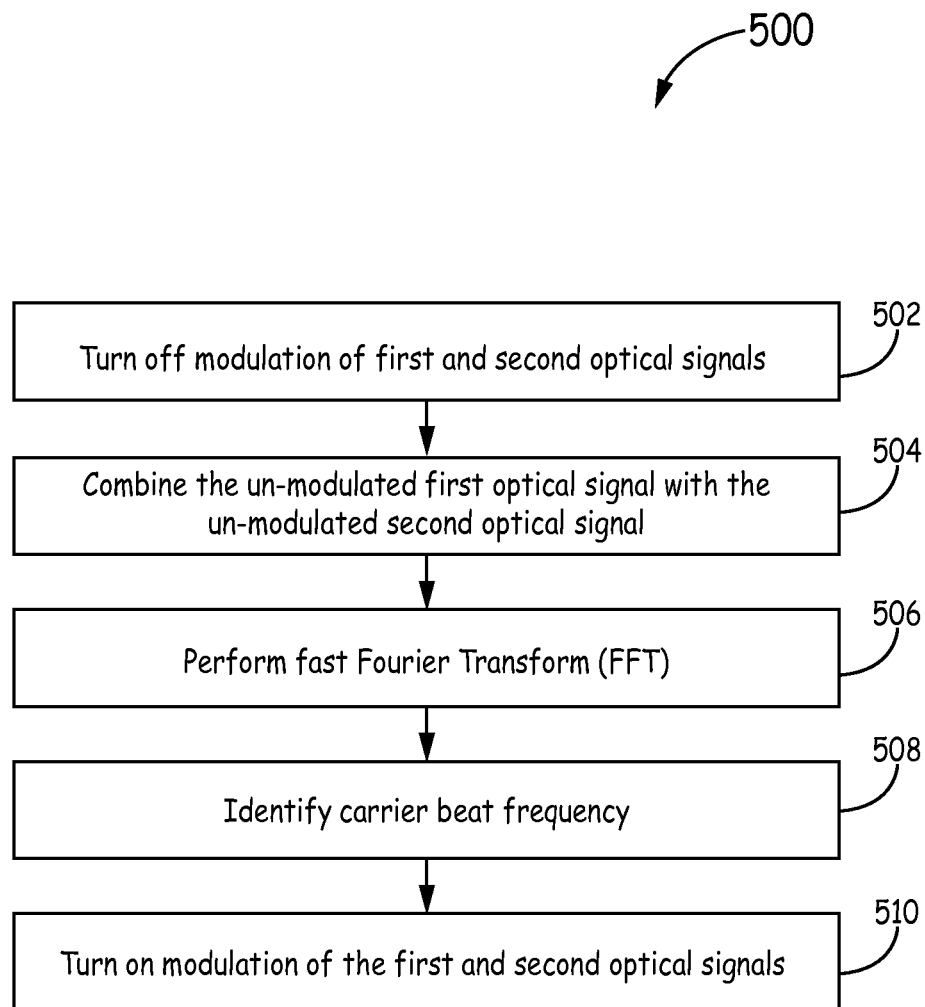 500
502
Turn off modulation of first and second optical signals
504
Combine the un-modulated first optical signal with the
un-modulated second optical signal
506
Perform fast Fourier Transform (FFT)
508
Identify carrier beat frequency
510
Turn on modulation of the first and second optical signals